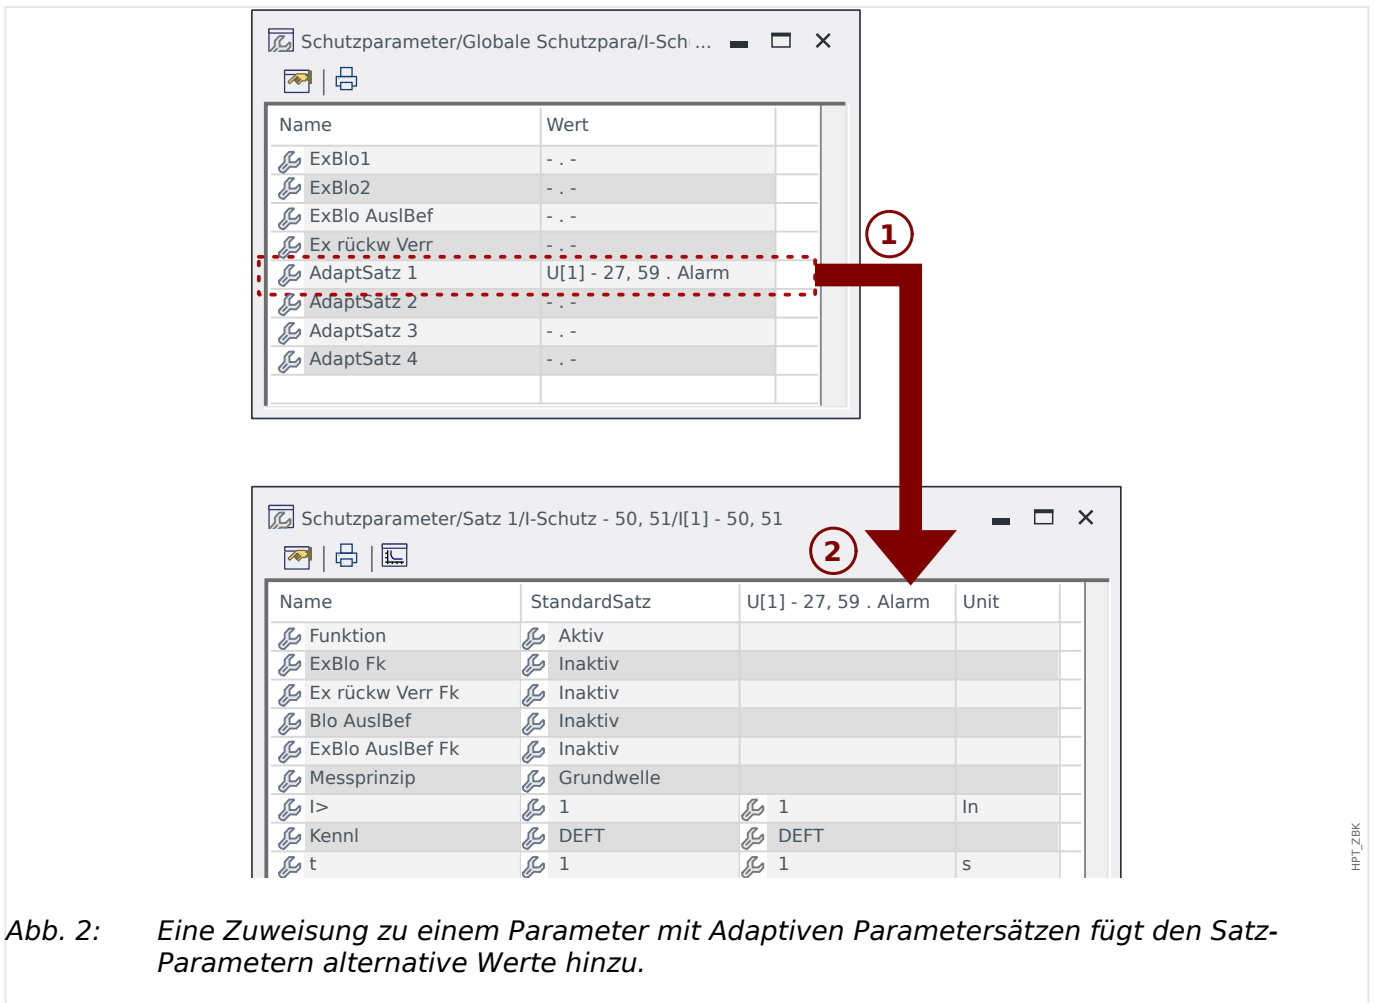 Schutzparameter/Globale Schutzpara/I-Sch ...
Name Wert
ExBlo1 - . -
ExBlo2 - . -
ExBlo AuslBef - . -
Ex rückw Verr - . -
AdaptSatz 1 U[1] - 27, 59 . Alarm
AdaptSatz 2 - . -
AdaptSatz 3 - . -
AdaptSatz 4 - . -
1
Schutzparameter/Satz 1/I-Schutz - 50, 51/I[1] - 50, 51
2
Name StandardSatz U[1] - 27, 59 . Alarm Unit
Funktion Aktiv
ExBlo Fk Inaktiv
Ex rückw Verr Fk Inaktiv
Blo AuslBef Inaktiv
ExBlo AuslBef Fk Inaktiv
Messprinzip Grundwelle
I> 1 1 In
Kennl DEFT DEFT
t 1 1 s
HPT_ZBK
Abb. 2: Eine Zuweisung zu einem Parameter mit Adaptiven Parametersätzen fügt den Satz-
Parametern alternative Werte hinzu.